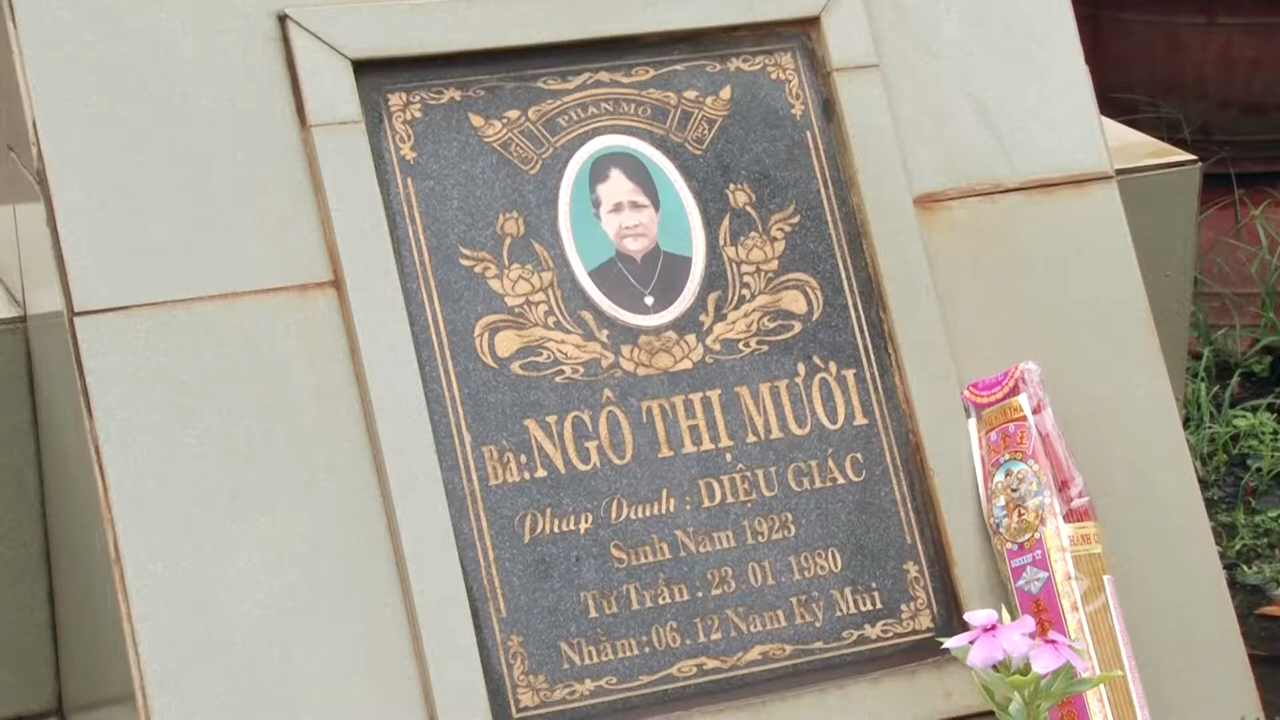 PHẦN MỘ
Bà: NGÔ THỊ MƯỜI
Pháp Danh : DIỆU GIÁC
Sinh Năm 1923
Từ Trần : 23 . 01 . 1980
Nhằm : 06 . 12 Năm Kỷ Mùi